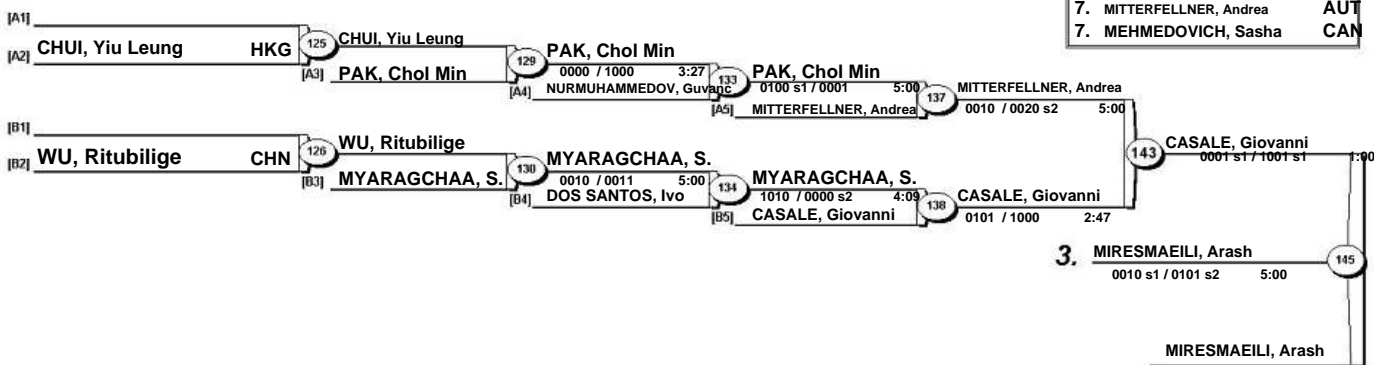 7. MITTERFELLNER, Andrea AUT
7. MEHMEDOVICH, Sasha CAN
[A1]
[A2] CHUI, Yiu Leung HKG 125 CHUI, Yiu Leung
[A3] PAK, Chol Min 129 PAK, Chol Min
0000 / 1000 3:27
[A4] NURMUHAMMEDOV, Guvanc 133 PAK, Chol Min
0100 s1 / 0001 5:00
[A5] MITTERFELLNER, Andrea 137 MITTERFELLNER, Andrea
0010 / 0020 s2 5:00
[B1]
[B2] WU, Ritubilige CHN 126 WU, Ritubilige
[B3] MYARAGCHAA, S. 130 MYARAGCHAA, S.
0010 / 0011 5:00
[B4] DOS SANTOS, Ivo 134 MYARAGCHAA, S.
1010 / 0000 s2 4:09
[B5] CASALE, Giovanni 138 CASALE, Giovanni
0101 / 1000 2:47
143 CASALE, Giovanni
0001 s1 / 1001 s1 1:00
3. MIRESMAEILI, Arash 145
0010 s1 / 0101 s2 5:00
MIRESMAEILI, Arash